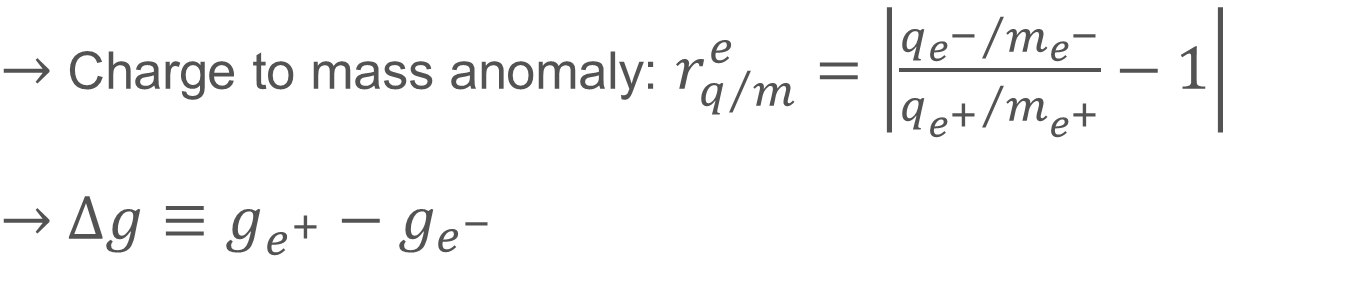 → Charge to mass anomaly: r^e_{q/m} = |(q_{e⁻}/m_{e⁻})/(q_{e⁺}/m_{e⁺}) − 1|
→ Δg ≡ g_{e⁺} − g_{e⁻}